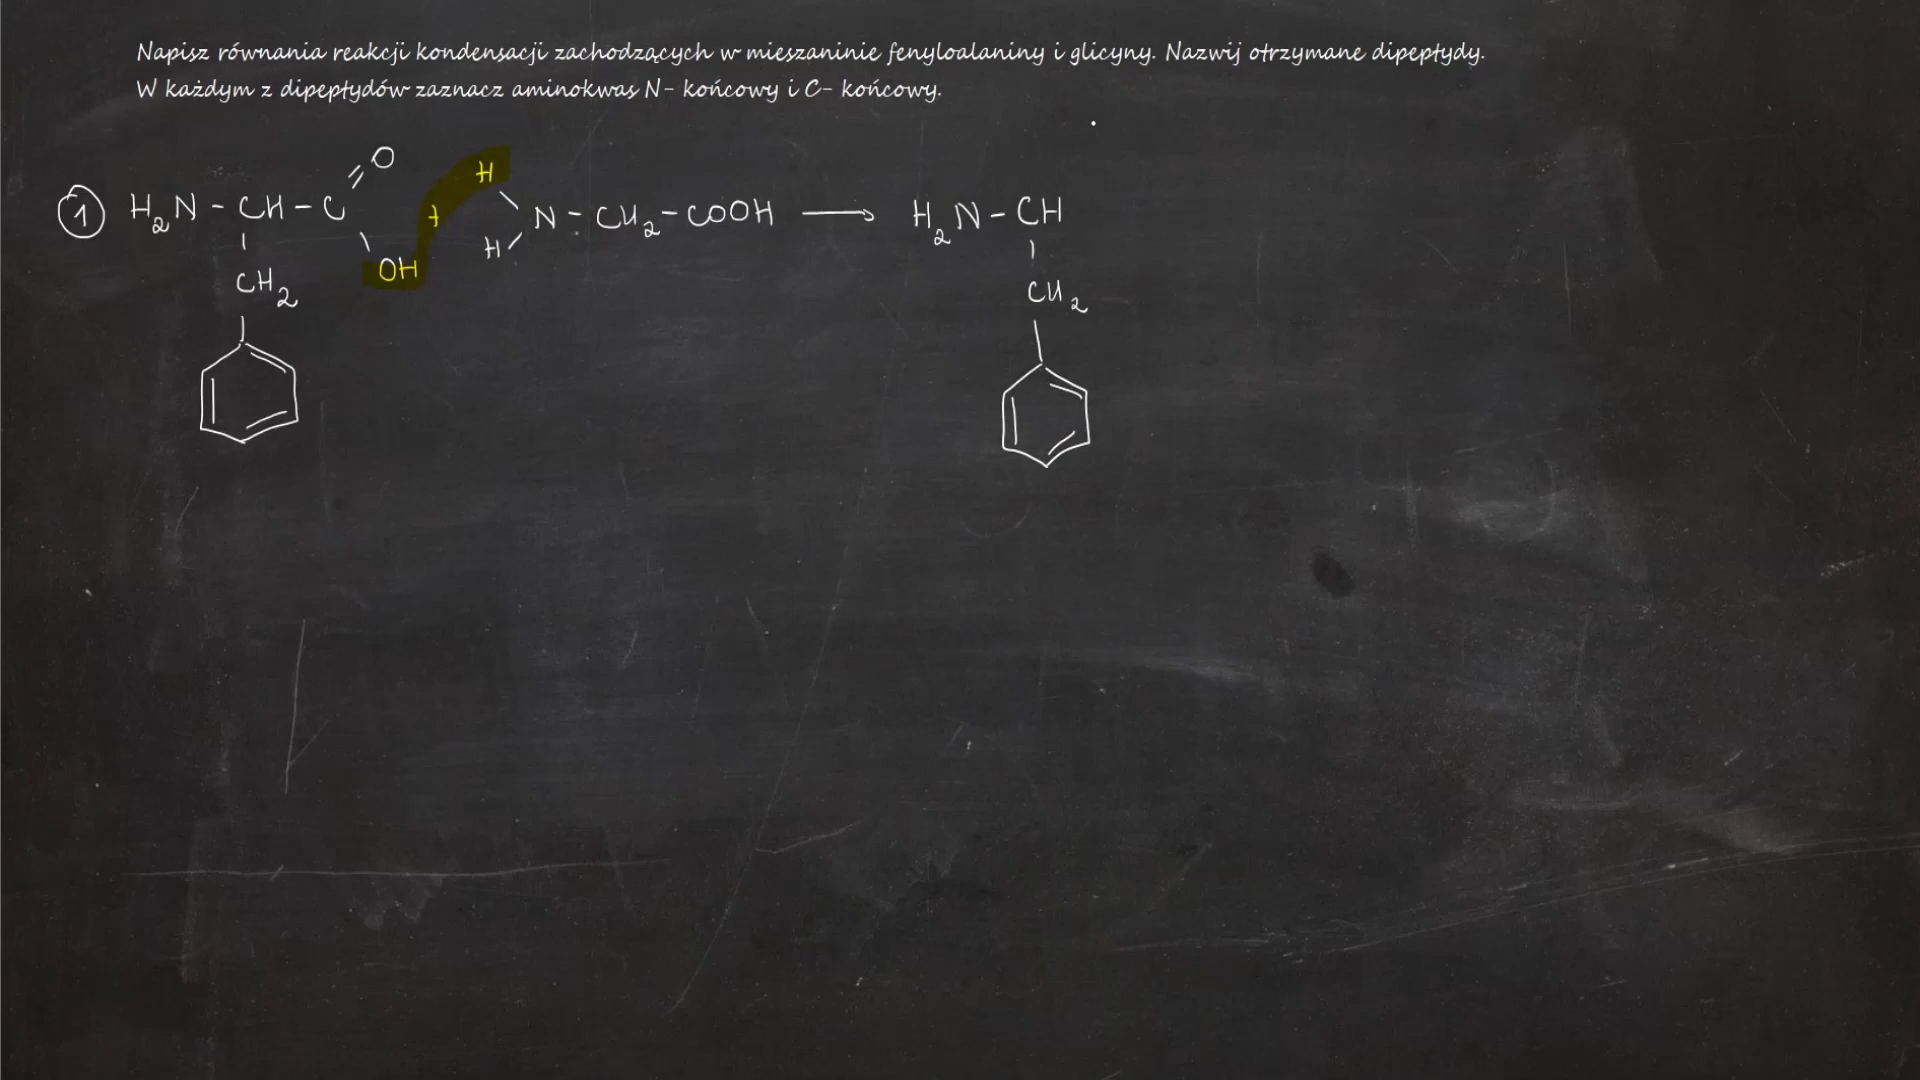 Napisz równania reakcji kondensacji zachodzących w mieszaninie fenyloalaniny i glicyny. Nazwij otrzymane dipeptydy.
W każdym z dipeptydów zaznacz aminokwas N- końcowy i C- końcowy.
1 H₂N - CH - C =O OH + H H N - CH₂ - COOH → H₂N - CH
CH₂ CH₂